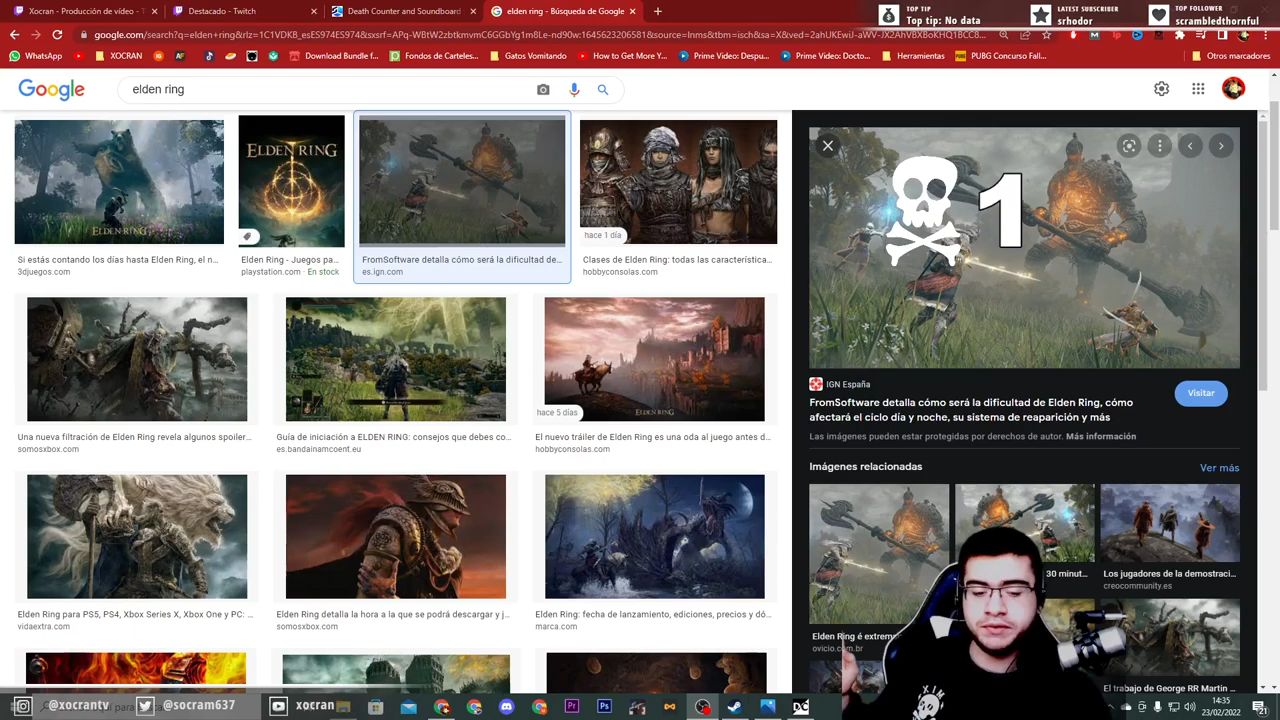 Xocran - Producción de vídeo - T
Destacado - Twitch
Death Counter and Soundboard
elden ring - Búsqueda de Google
Top tip: No data
TOP TIP
LATEST SUBSCRIBER
srhodor
TOP FOLLOWER
scrambledthornful
WhatsApp
XOCRAN
Download Bundle f...
Fondos de Carteles...
Gatos Vomitando
How to Get More Y...
Prime Video: Despu...
Prime Video: Docto...
Herramientas
PUBG Concurso Fall...
Otros marcadores
Google
elden ring
ELDEN RING
ELDEN RING
hace 1 día
Si estás contando los días hasta Elden Ring, el n...
3djuegos.com
Elden Ring - Juegos pa...
playstation.com · En stock
FromSoftware detalla cómo será la dificultad de...
es.ign.com
Clases de Elden Ring: todas las característica...
hobbyconsolas.com
1
IGN España
FromSoftware detalla cómo será la dificultad de Elden Ring, cómo
afectará el ciclo día y noche, su sistema de reaparición y más
Visitar
Las imágenes pueden estar protegidas por derechos de autor. Más información
hace 5 días
ELDEN RING
Una nueva filtración de Elden Ring revela algunos spoiler...
somosxbox.com
Guía de iniciación a ELDEN RING: consejos que debes co...
es.bandainamcoent.eu
El nuevo tráiler de Elden Ring es una oda al juego antes d...
hobbyconsolas.com
Imágenes relacionadas
Ver más
30 minut...
Los jugadores de la demostraci...
creocommunity.es
Elden Ring para PS5, PS4, Xbox Series X, Xbox One y PC: ...
vidaextra.com
Elden Ring detalla la hora a la que se podrá descargar y j...
somosxbox.com
Elden Ring: fecha de lanzamiento, ediciones, precios y dó...
marca.com
Elden Ring é extrem
ovicio.com.br
El trabajo de George RR Martin ...
XIM
@xocrantv
@socram637
xocran
14:35
23/02/2022
21